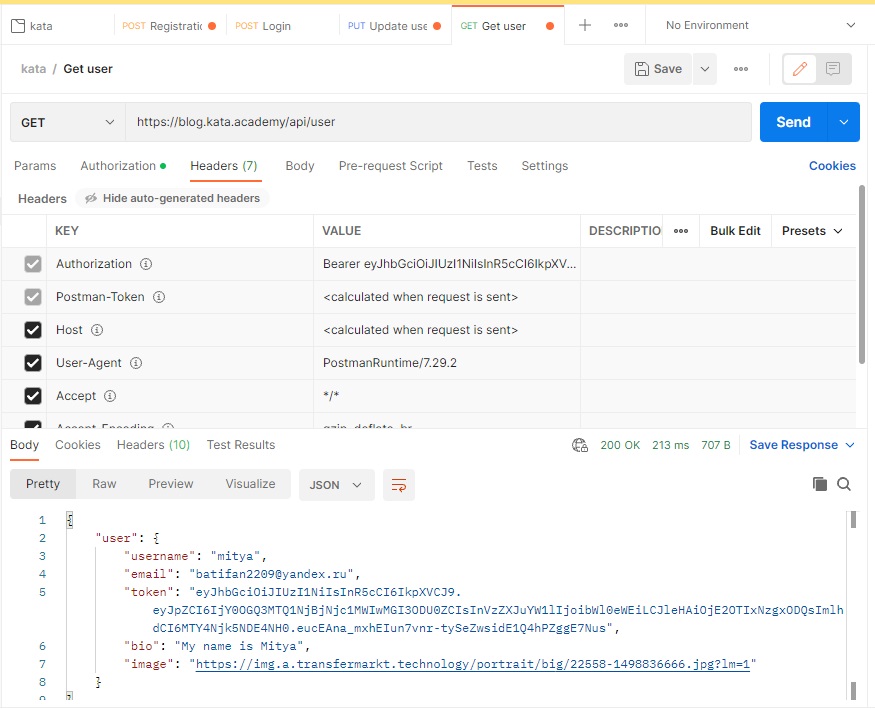 kata POST Registratic POST Login PUT Update use GET Get user No Environment
kata / Get user Save
GET https://blog.kata.academy/api/user Send
Params Authorization Headers (7) Body Pre-request Script Tests Settings Cookies
Headers Hide auto-generated headers
KEY VALUE DESCRIPTIO Bulk Edit Presets
Authorization Bearer eyJhbGciOiJIUzI1NiIsInR5cCI6IkpXV...
Postman-Token <calculated when request is sent>
Host <calculated when request is sent>
User-Agent PostmanRuntime/7.29.2
Accept */*
Accept-Encoding gzip, deflate, br
Body Cookies Headers (10) Test Results 200 OK 213 ms 707 B Save Response
Pretty Raw Preview Visualize JSON
1 {
2 "user": {
3 "username": "mitya",
4 "email": "batifan2209@yandex.ru",
5 "token": "eyJhbGciOiJIUzI1NiIsInR5cCI6IkpXVCJ9.
eyJpZCI6IjY0OGQ3MTQ1NjBjNjc1MWIwMGI3ODU0ZCIsInVzZXJuYW1lIjoibWl0eWEiLCJleHAiOjE2OTIxNzgxODQsImlh
dCI6MTY4Njk5NDE4NH0.eucEAna_mxhEIun7vnr-tySeZwsidE1Q4hPZggE7Nus",
6 "bio": "My name is Mitya",
7 "image": "https://img.a.transfermarkt.technology/portrait/big/22558-1498836666.jpg?lm=1"
8 }
9 }